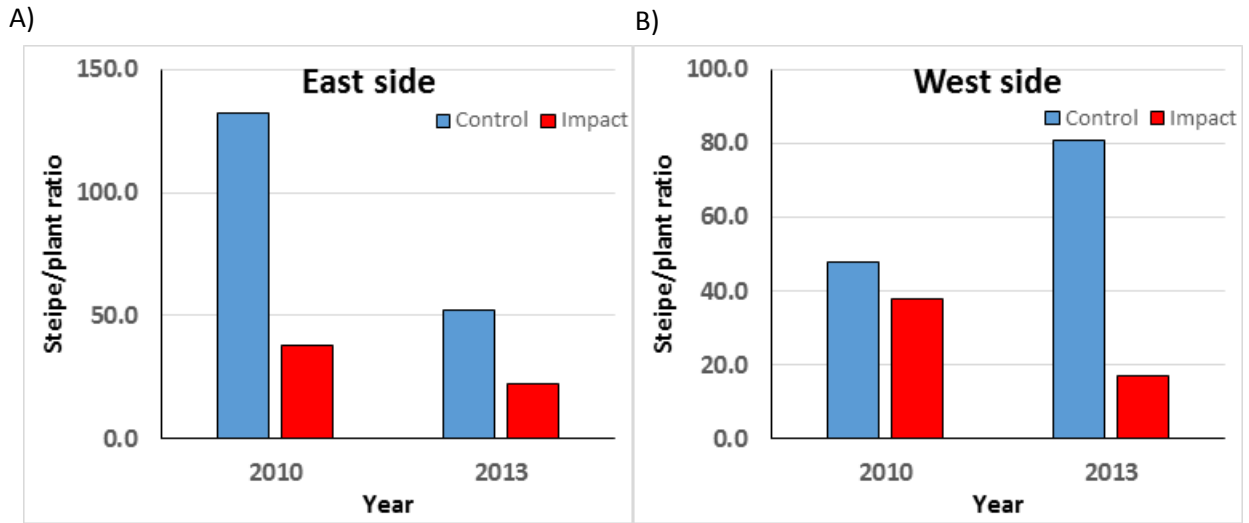 A)
East side
Control Impact
150.0
100.0
50.0
0.0
Steipe/plant ratio
2010 2013
Year
B)
West side
Control Impact
100.0
80.0
60.0
40.0
20.0
0.0
Steipe/plant ratio
2010 2013
Year